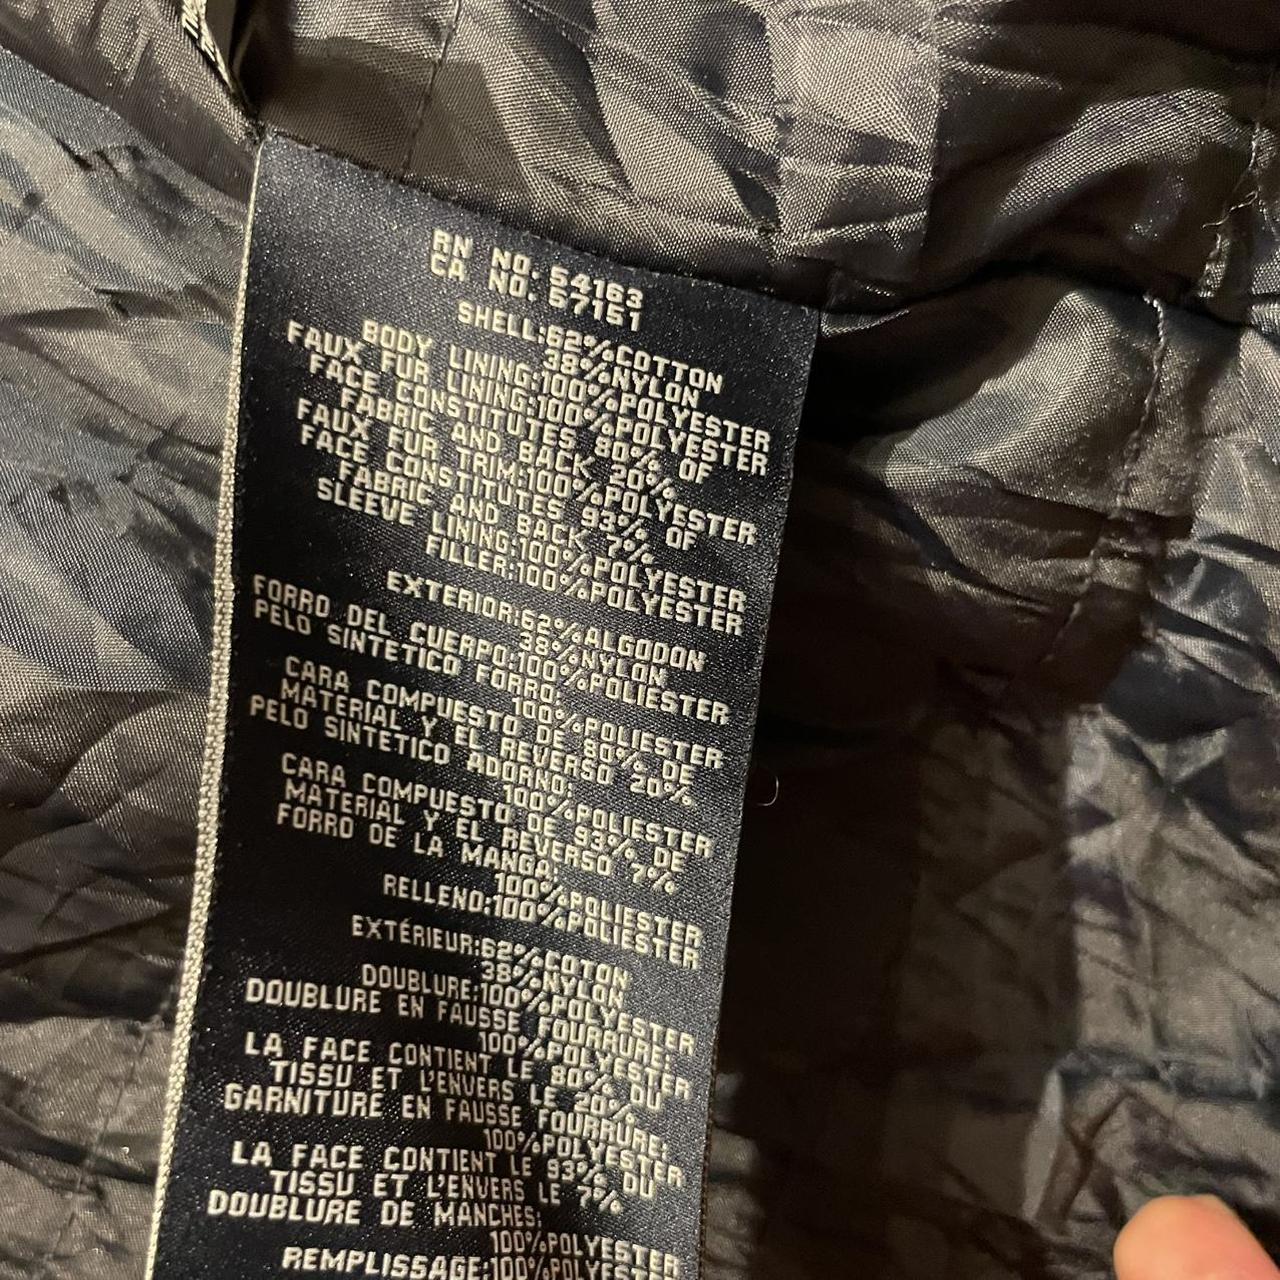 RN NO. 54163
CA NO. 57151
SHELL:62%COTTON
38%NYLON
BODY LINING:100%POLYESTER
FAUX FUR LINING:100%POLYESTER
FACE CONSTITUTES 80% OF
FABRIC AND BACK 20%
FAUX FUR TRIM:100%POLYESTER
FACE CONSTITUTES 93% OF
FABRIC AND BACK 7%
SLEEVE LINING:100%POLYESTER
FILLER:100%POLYESTER
EXTERIOR:62%ALGODON
38%NYLON
FORRO DEL CUERPO:100%POLIESTER
PELO SINTETICO FORRO:
100%POLIESTER
CARA COMPUESTO DE 80% DE
MATERIAL Y EL REVERSO 20%
PELO SINTETICO ADORNO:
100%POLIESTER
CARA COMPUESTO DE 93% DE
MATERIAL Y EL REVERSO 7%
FORRO DE LA MANGA:
100%POLIESTER
RELLENO:100%POLIESTER
EXTÉRIEUR:62%COTON
38%NYLON
DOUBLURE:100%POLYESTER
DOUBLURE EN FAUSSE FOURRURE:
100%POLYESTER
LA FACE CONTIENT LE 80% DU
TISSU ET L'ENVERS LE 20%
GARNITURE EN FAUSSE FOURRURE:
100%POLYESTER
LA FACE CONTIENT LE 93% DU
TISSU ET L'ENVERS LE 7%
DOUBLURE DE MANCHES:
100%POLYESTER
REMPLISSAGE:100%POLYESTER